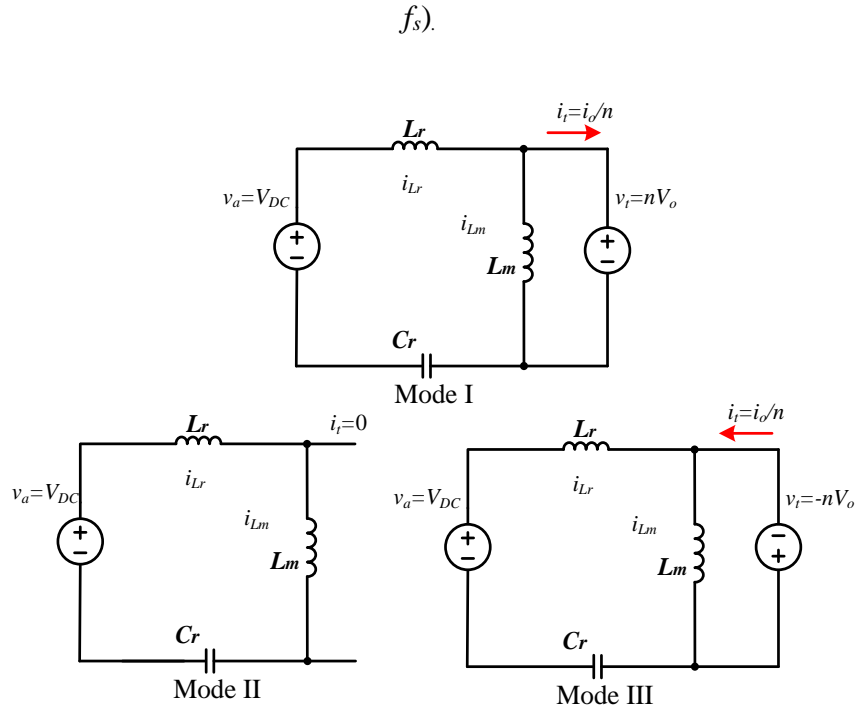 fs).
it=io/n
Lr
iLr
va=VDC
vt=nVo
iLm
Lm
Cr
Mode I
Lr
it=0
iLr
va=VDC
iLm
Lm
Cr
Mode II
it=io/n
Lr
iLr
va=VDC
vt=-nVo
iLm
Lm
Cr
Mode III